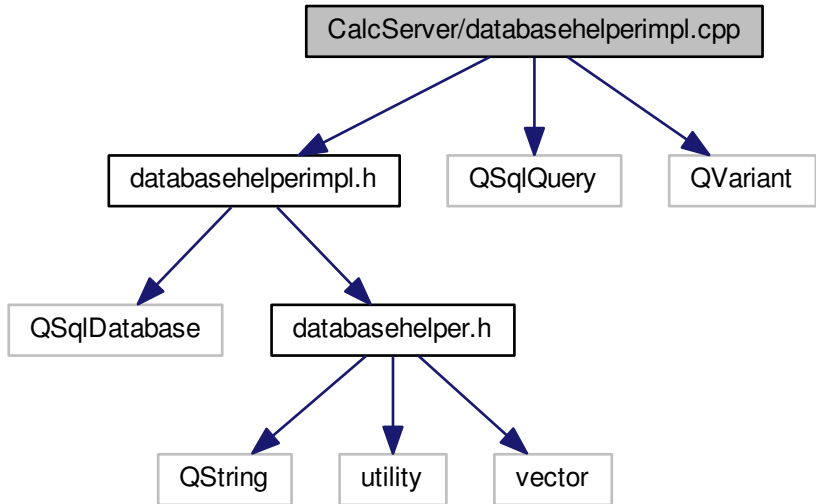 CalcServer/databasehelperimpl.cpp
databasehelperimpl.h
QSqlQuery
QVariant
QSqlDatabase
databasehelper.h
QString
utility
vector